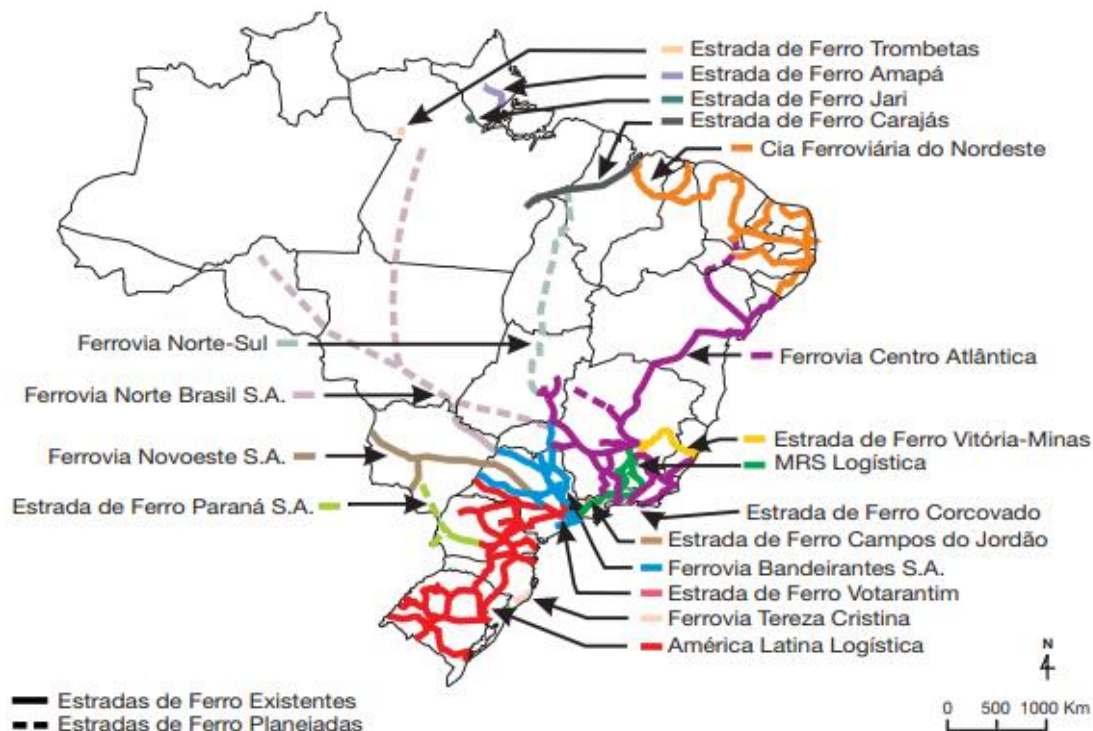 Estrada de Ferro Trombetas
Estrada de Ferro Amapá
Estrada de Ferro Jari
Estrada de Ferro Carajás
Cia Ferroviária do Nordeste
Ferrovia Norte-Sul
Ferrovia Centro Atlântica
Ferrovia Norte Brasil S.A.
Estrada de Ferro Vitória-Minas
Ferrovia Novoeste S.A.
MRS Logística
Estrada de Ferro Paraná S.A.
Estrada de Ferro Corcovado
Estrada de Ferro Campos do Jordão
Ferrovia Bandeirantes S.A.
Estrada de Ferro Votarantim
Ferrovia Tereza Cristina
América Latina Logística
N
Estradas de Ferro Existentes
Estradas de Ferro Planejadas
0 500 1000 Km